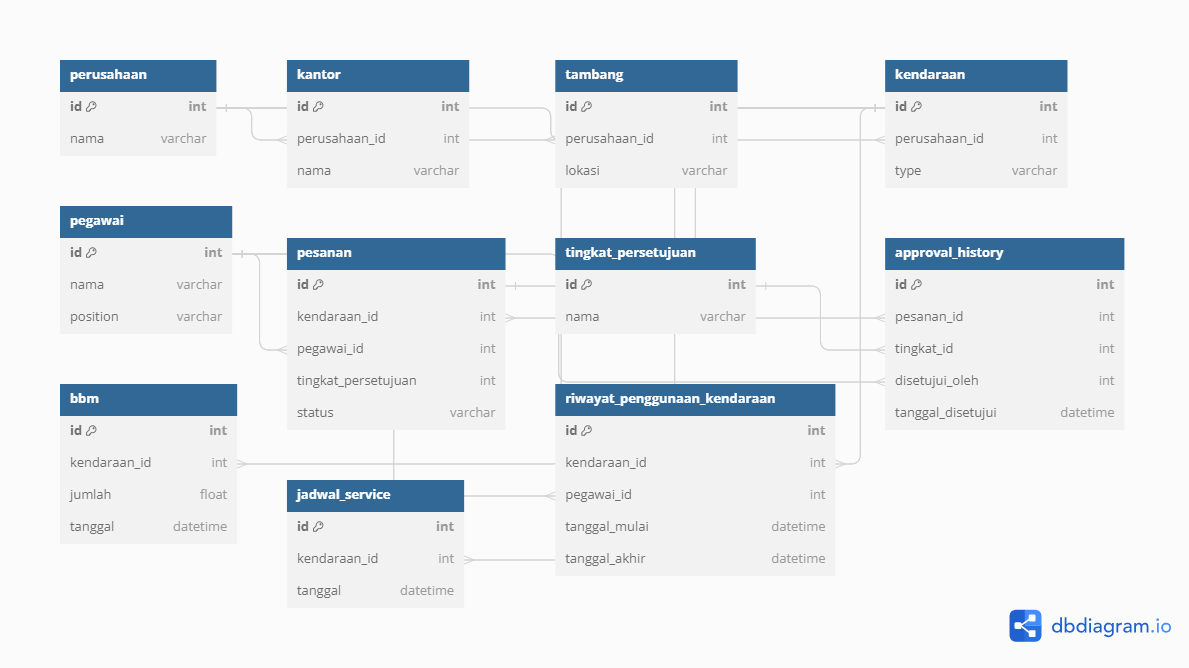 perusahaan
id int
nama varchar
kantor
id int
perusahaan_id int
nama varchar
tambang
id int
perusahaan_id int
lokasi varchar
kendaraan
id int
perusahaan_id int
type varchar
pegawai
id int
nama varchar
position varchar
pesanan
id int
kendaraan_id int
pegawai_id int
tingkat_persetujuan int
status varchar
tingkat_persetujuan
id int
nama varchar
approval_history
id int
pesanan_id int
tingkat_id int
disetujui_oleh int
tanggal_disetujui datetime
bbm
id int
kendaraan_id int
jumlah float
tanggal datetime
jadwal_service
id int
kendaraan_id int
tanggal datetime
riwayat_penggunaan_kendaraan
id int
kendaraan_id int
pegawai_id int
tanggal_mulai datetime
tanggal_akhir datetime
dbdiagram.io